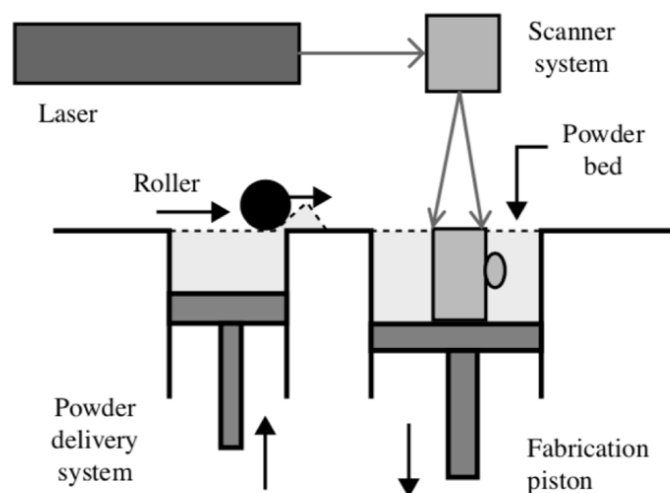 Scanner
system
Laser
Powder
bed
Roller
Powder
delivery
system
Fabrication
piston